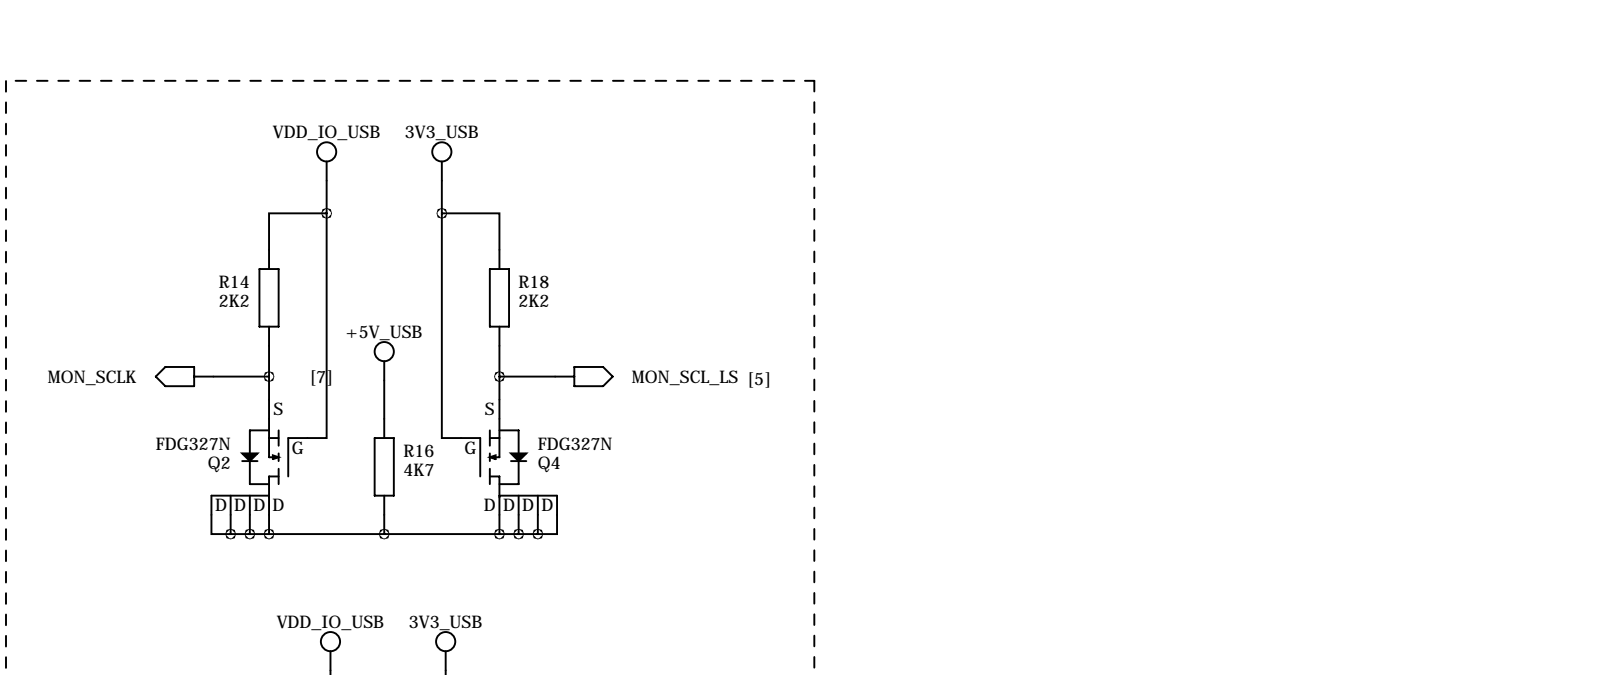 VDD_IO_USB 3V3_USB
R14 R18
2K2 2K2
+5V_USB
MON_SCLK [7] MON_SCL_LS [5]
S S
FDG327N G R16 G FDG327N
Q2 4K7 Q4
D D D D D D D D
VDD_IO_USB 3V3_USB